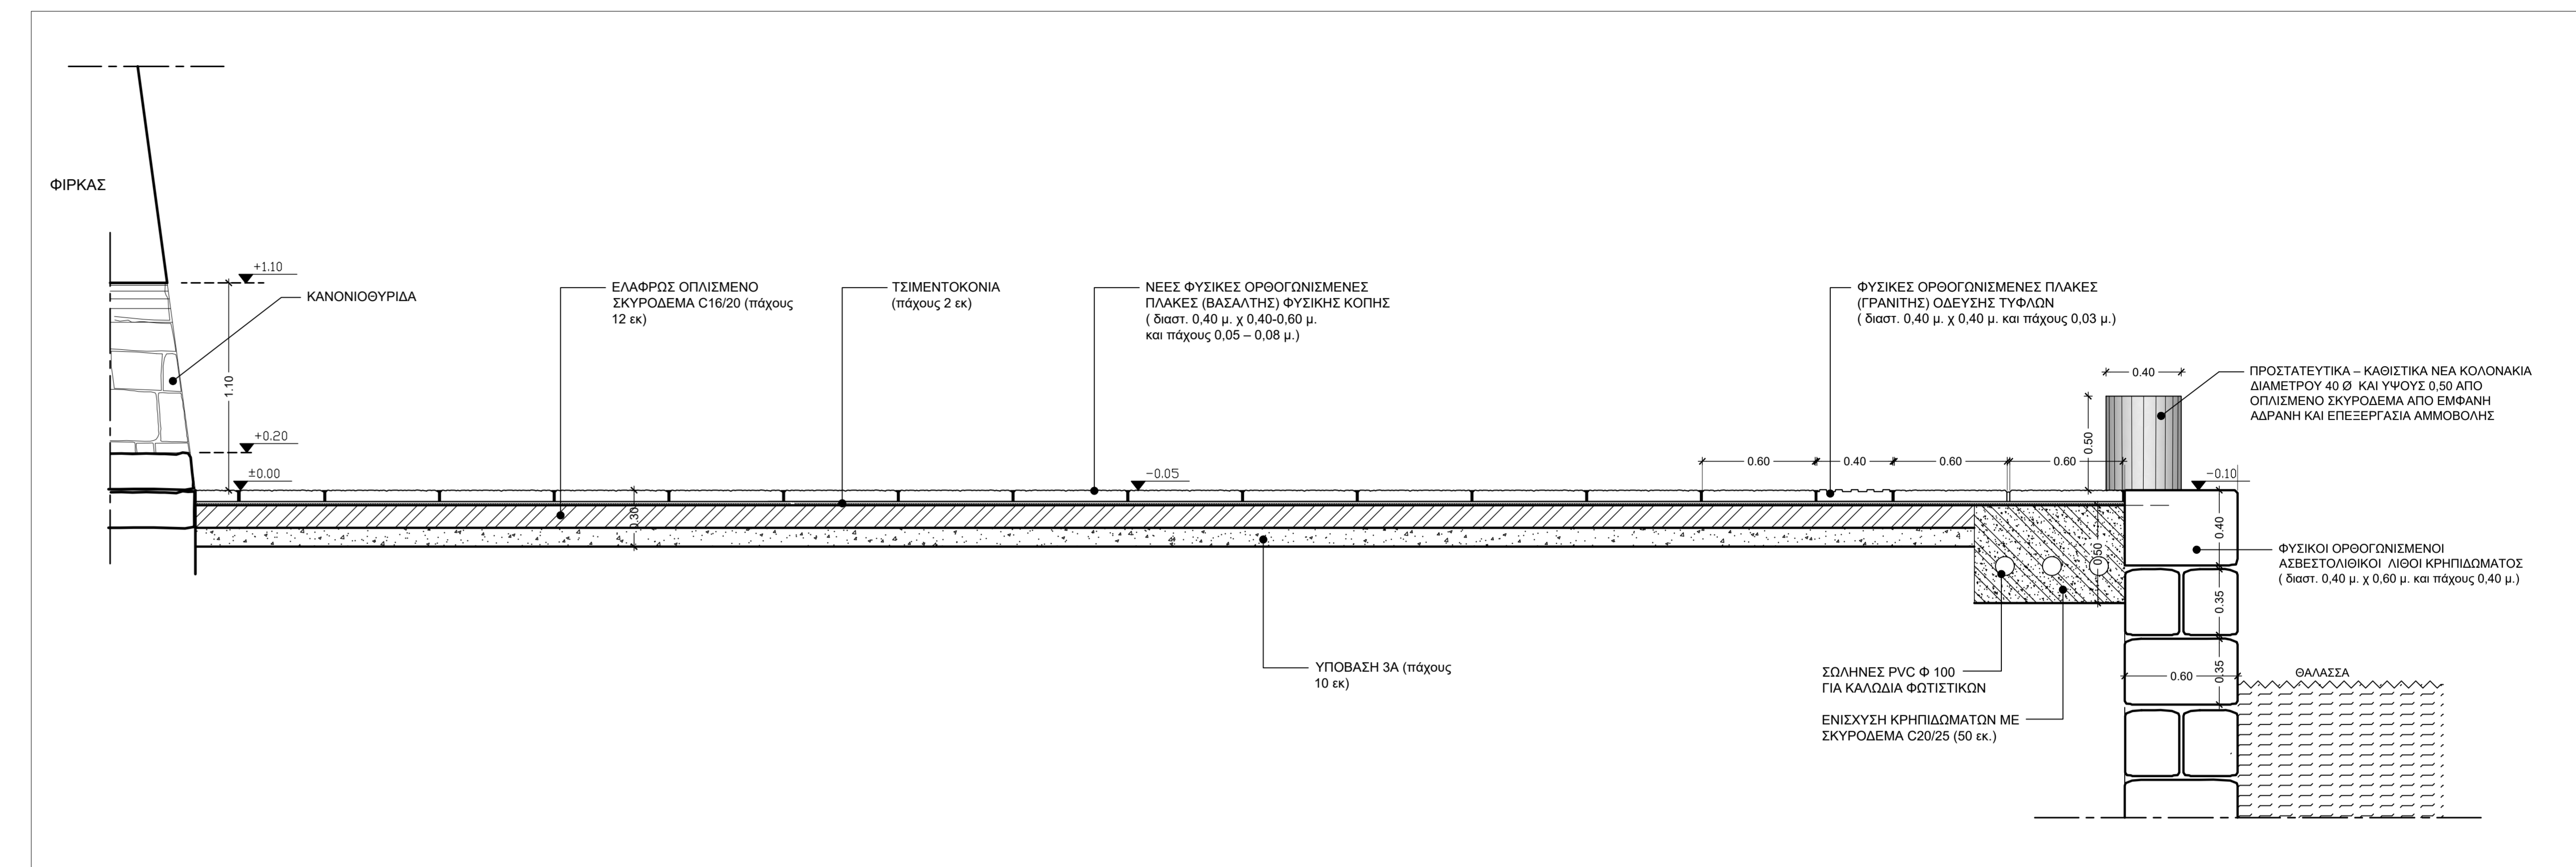 ΦΙΡΚΑΣ
+1.10
ΚΑΝΟΝΙΟΘΥΡΙΔΑ
1.10
+0.20
±0.00
ΕΛΑΦΡΩΣ ΟΠΛΙΣΜΕΝΟ
ΣΚΥΡΟΔΕΜΑ C16/20 (πάχους
12 εκ)
0.30
ΤΣΙΜΕΝΤΟΚΟΝΙΑ
(πάχους 2 εκ)
ΝΕΕΣ ΦΥΣΙΚΕΣ ΟΡΘΟΓΩΝΙΣΜΕΝΕΣ
ΠΛΑΚΕΣ (ΒΑΣΑΛΤΗΣ) ΦΥΣΙΚΗΣ ΚΟΠΗΣ
( διαστ. 0,40 μ. χ 0,40-0,60 μ.
και πάχους 0,05 – 0,08 μ.)
-0.05
ΥΠΟΒΑΣΗ 3Α (πάχους
10 εκ)
ΦΥΣΙΚΕΣ ΟΡΘΟΓΩΝΙΣΜΕΝΕΣ ΠΛΑΚΕΣ
(ΓΡΑΝΙΤΗΣ) ΟΔΕΥΣΗΣ ΤΥΦΛΩΝ
( διαστ. 0,40 μ. χ 0,40 μ. και πάχους 0,03 μ.)
0.60
0.40
0.60
0.60
0.50
0.40
ΠΡΟΣΤΑΤΕΥΤΙΚΑ – ΚΑΘΙΣΤΙΚΑ ΝΕΑ ΚΟΛΟΝΑΚΙΑ
ΔΙΑΜΕΤΡΟΥ 40 Ø ΚΑΙ ΥΨΟΥΣ 0,50 ΑΠΟ
ΟΠΛΙΣΜΕΝΟ ΣΚΥΡΟΔΕΜΑ ΑΠΟ ΕΜΦΑΝΗ
ΑΔΡΑΝΗ ΚΑΙ ΕΠΕΞΕΡΓΑΣΙΑ ΑΜΜΟΒΟΛΗΣ
-0.10
0.40
0.50
ΦΥΣΙΚΟΙ ΟΡΘΟΓΩΝΙΣΜΕΝΟΙ
ΑΣΒΕΣΤΟΛΙΘΙΚΟΙ ΛΙΘΟΙ ΚΡΗΠΙΔΩΜΑΤΟΣ
( διαστ. 0,40 μ. χ 0,60 μ. και πάχους 0,40 μ.)
0.35
0.35
0.60
ΘΑΛΑΣΣΑ
ΣΩΛΗΝΕΣ PVC Φ 100
ΓΙΑ ΚΑΛΩΔΙΑ ΦΩΤΙΣΤΙΚΩΝ
ΕΝΙΣΧΥΣΗ ΚΡΗΠΙΔΩΜΑΤΩΝ ΜΕ
ΣΚΥΡΟΔΕΜΑ C20/25 (50 εκ.)